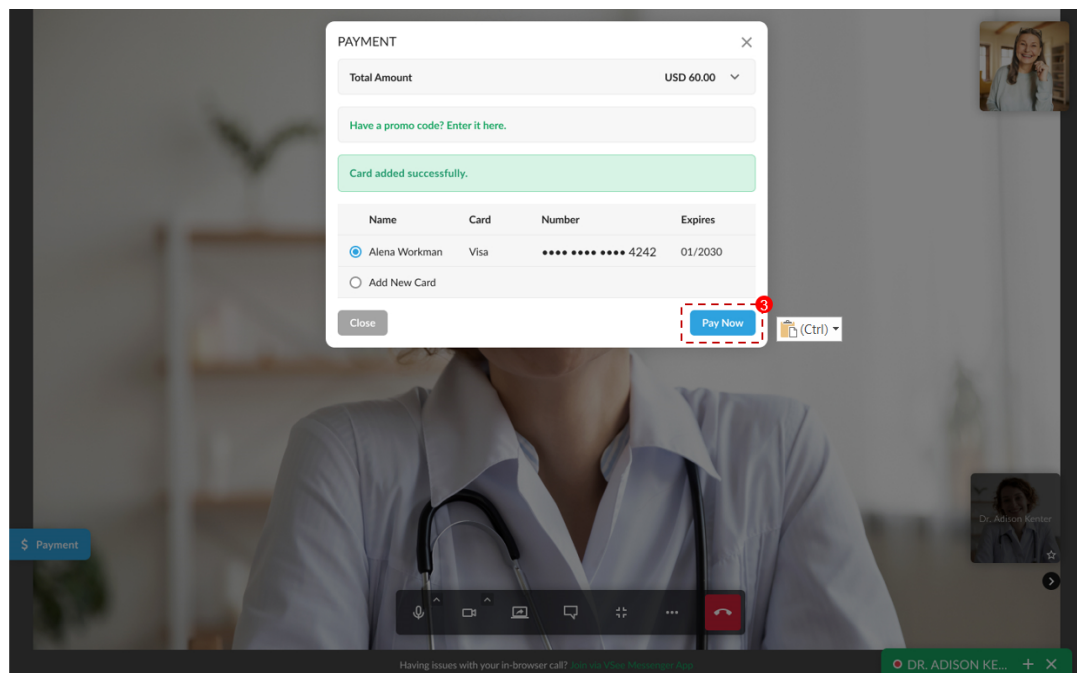 PAYMENT
Total Amount USD 60.00
Have a promo code? Enter it here.
Card added successfully.
Name Card Number Expires
Alena Workman Visa •••• •••• •••• 4242 01/2030
Add New Card
Close Pay Now 3
(Ctrl)
Dr. Adison Kenter
$ Payment
Having issues with your in-browser call? Join via VSee Messenger App
DR. ADISON KE...